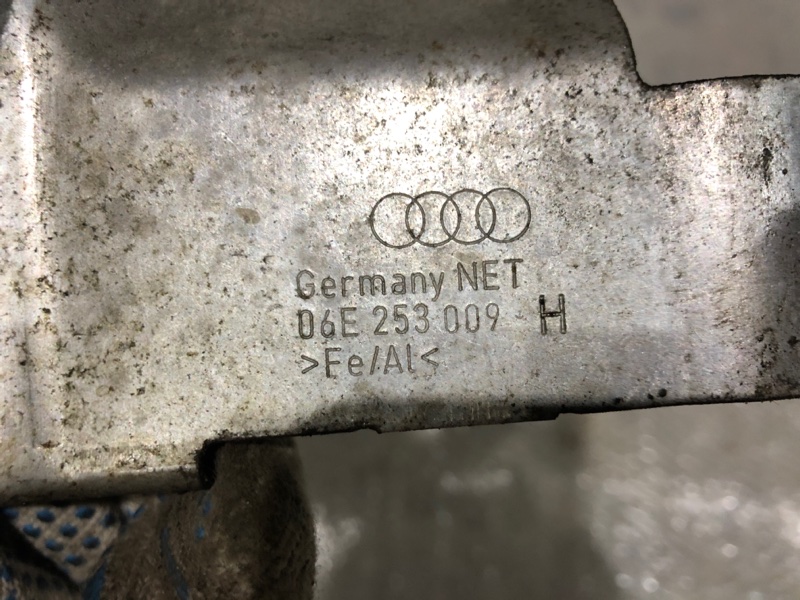 Germany NET
06E 253 009 H
>Fe/Al<